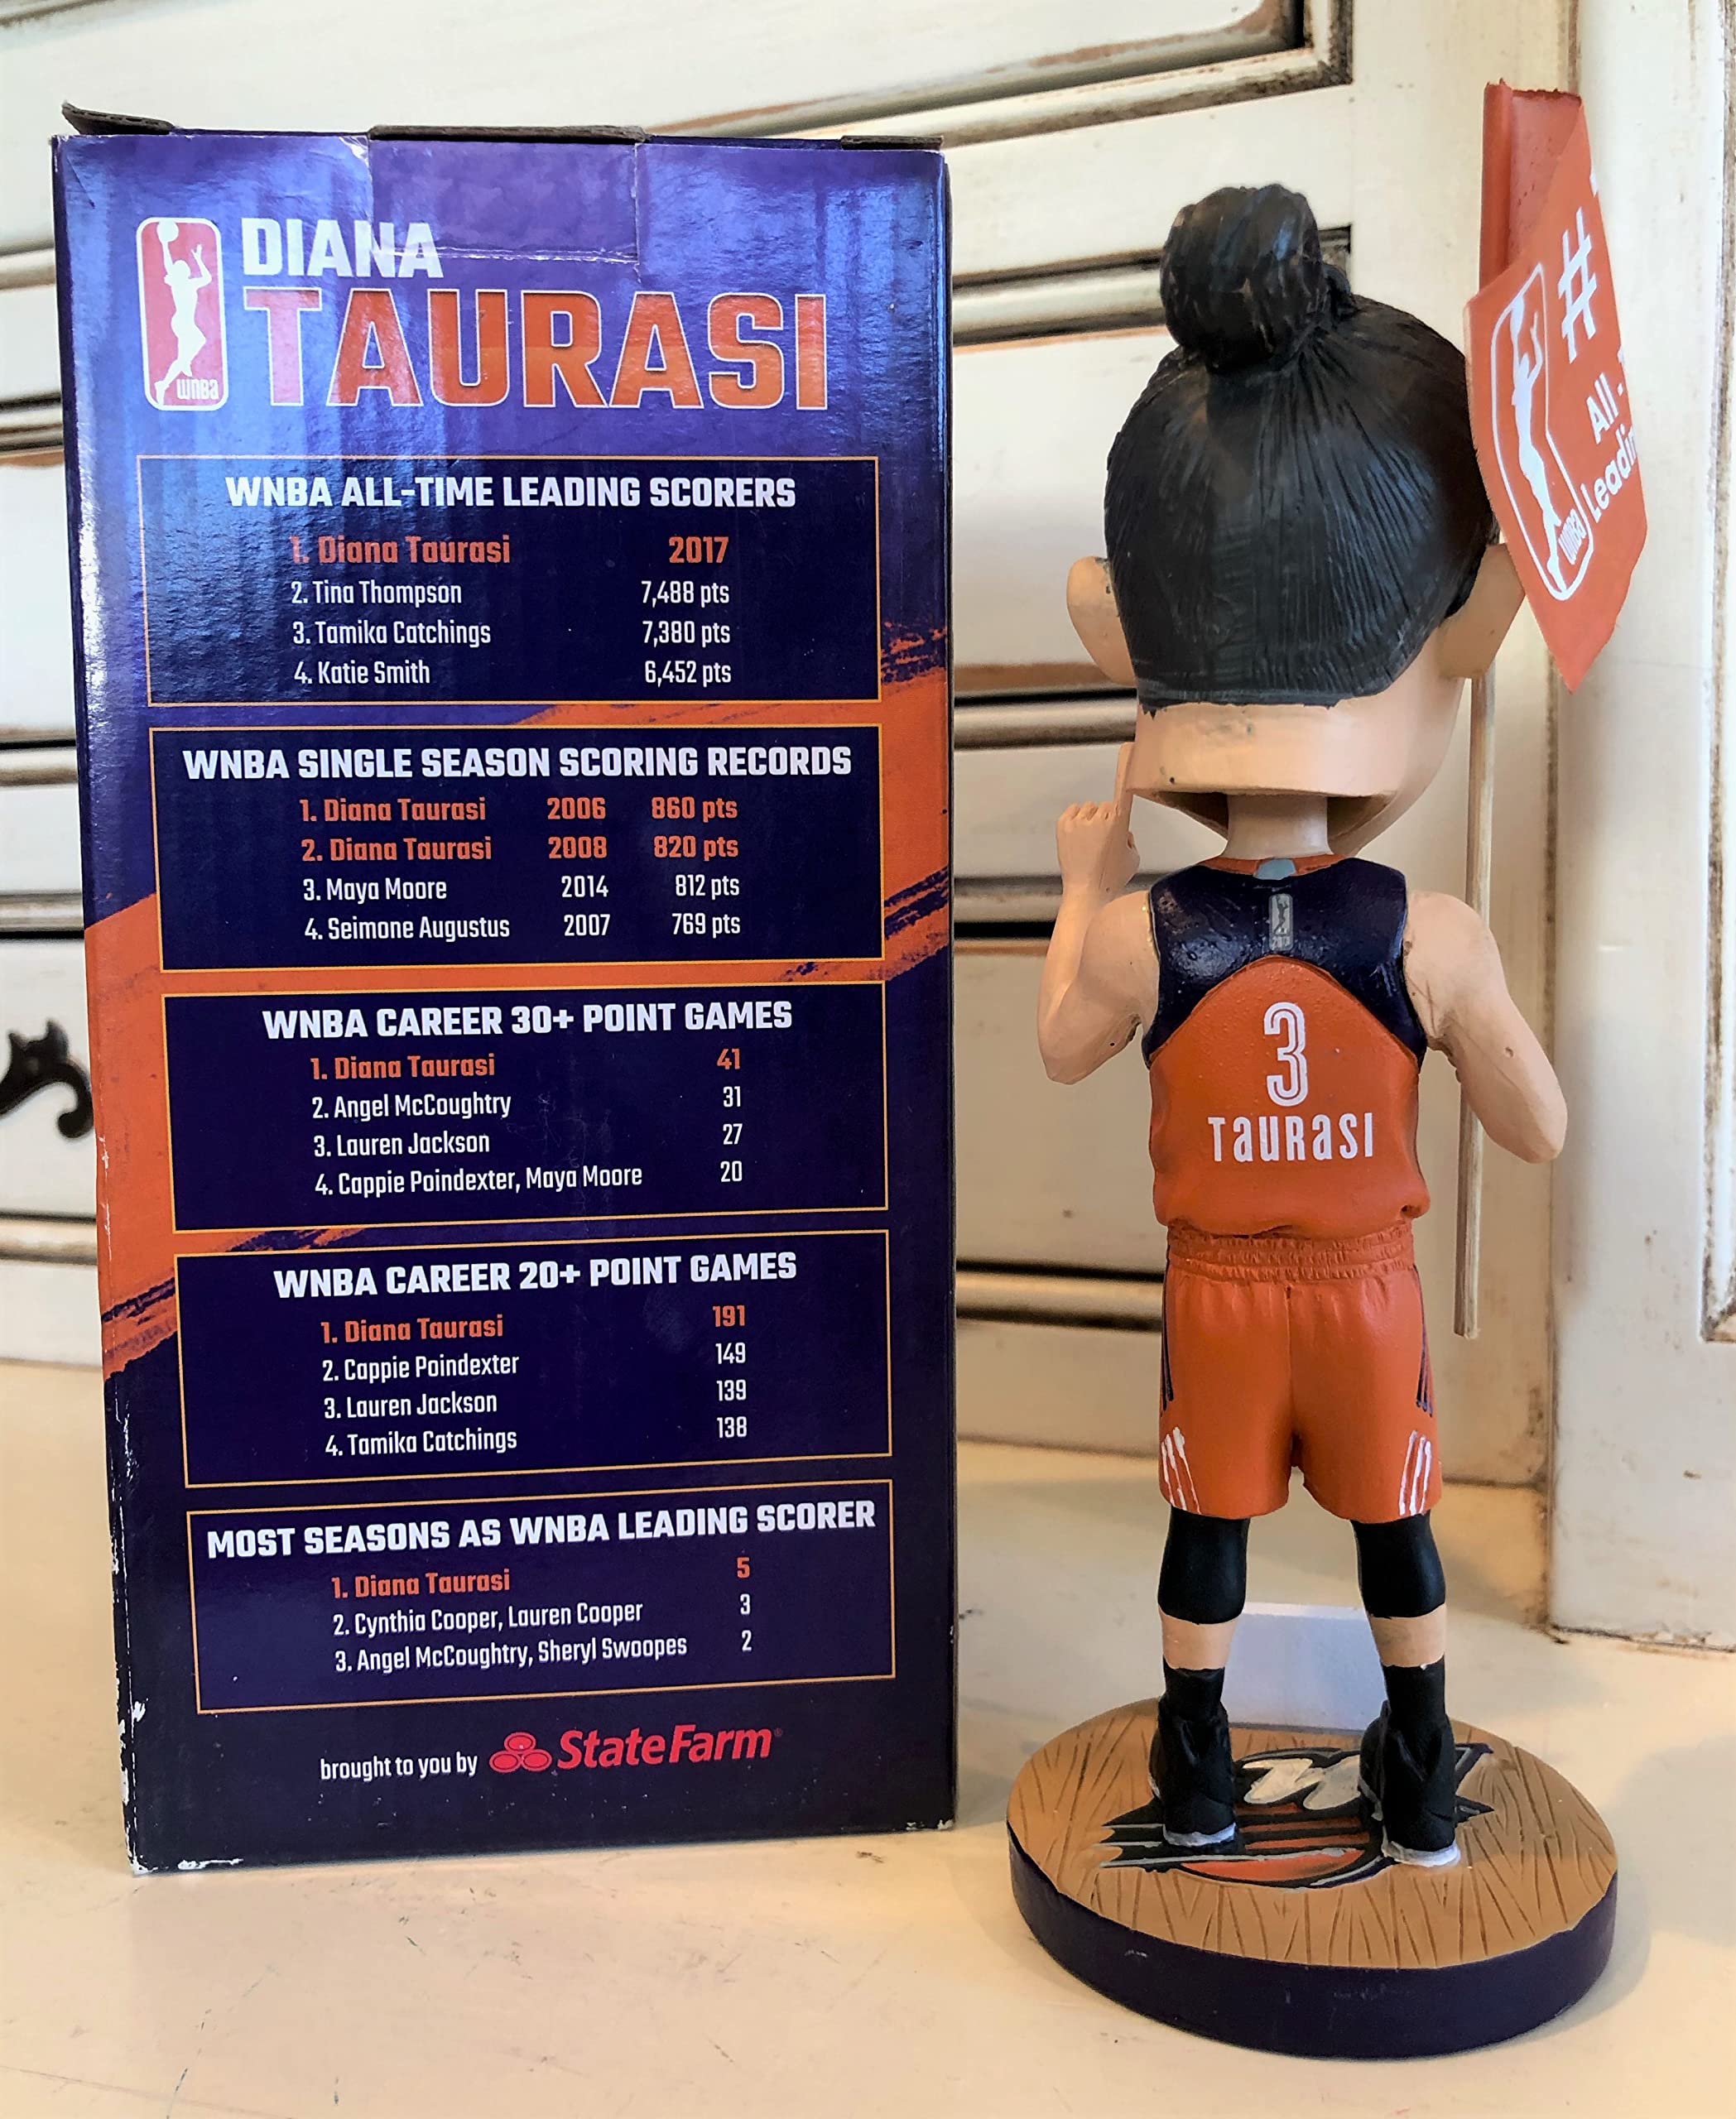 DIANA
TAURASI
WNBA
WNBA ALL-TIME LEADING SCORERS
1. Diana Taurasi 2017
2. Tina Thompson 7,488 pts
3. Tamika Catchings 7,380 pts
4. Katie Smith 6,452 pts
WNBA SINGLE SEASON SCORING RECORDS
1. Diana Taurasi 2006 860 pts
2. Diana Taurasi 2008 820 pts
3. Maya Moore 2014 812 pts
4. Seimone Augustus 2007 769 pts
WNBA CAREER 30+ POINT GAMES
1. Diana Taurasi 41
2. Angel McCoughtry 31
3. Lauren Jackson 27
4. Cappie Poindexter, Maya Moore 20
WNBA CAREER 20+ POINT GAMES
1. Diana Taurasi 191
2. Cappie Poindexter 149
3. Lauren Jackson 139
4. Tamika Catchings 138
MOST SEASONS AS WNBA LEADING SCORER
1. Diana Taurasi 5
2. Cynthia Cooper, Lauren Cooper 3
3. Angel McCoughtry, Sheryl Swoopes 2
brought to you by StateFarm®
#
All-
Leadin
WNBA
3
TAURASI